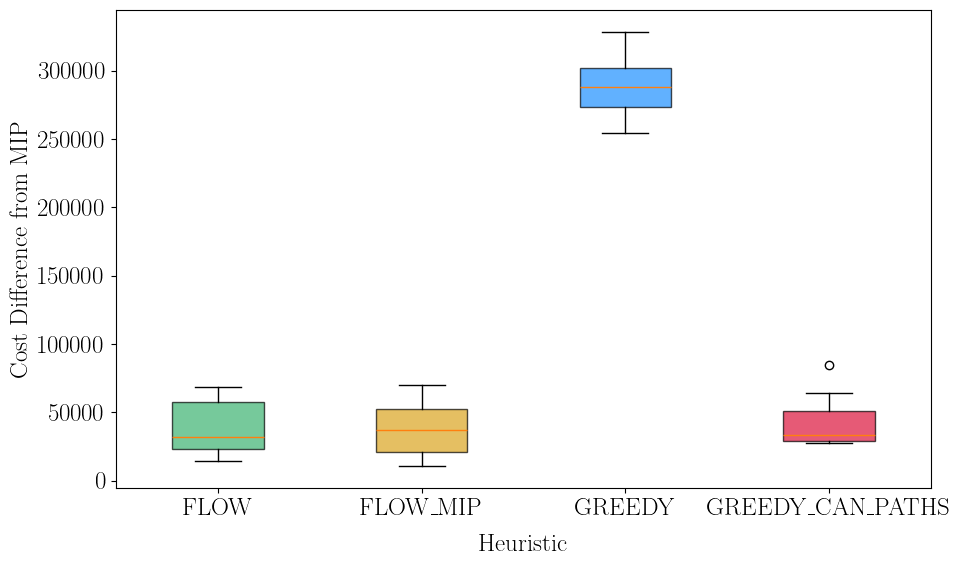 300000
250000
200000
150000
100000
50000
0
Cost Difference from MIP
FLOW
FLOW_MIP
GREEDY
GREEDY_CAN_PATHS
Heuristic